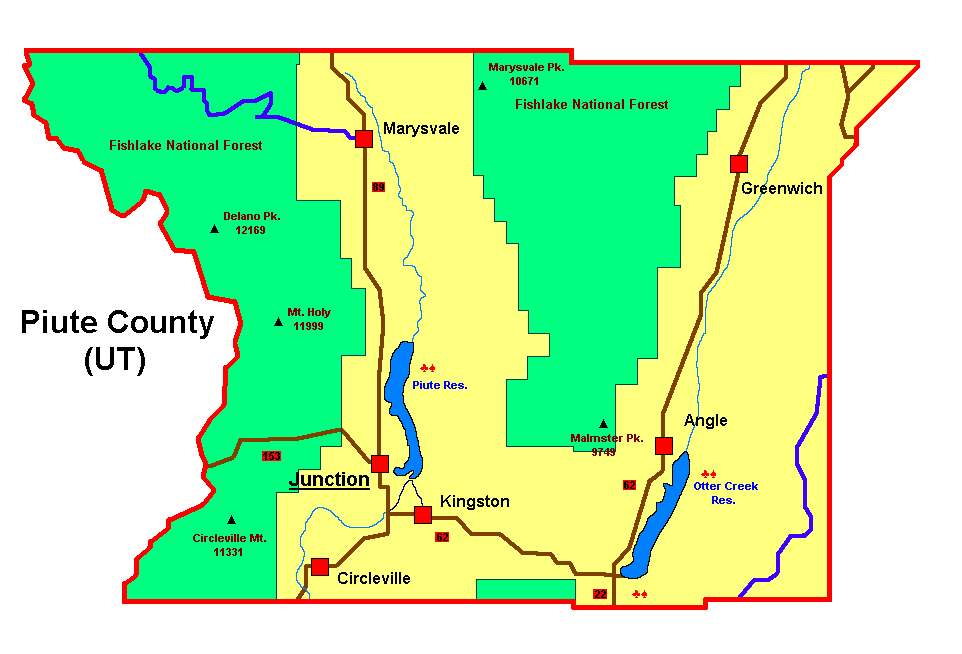 Marysvale Pk.
10671
Fishlake National Forest
Marysvale
Fishlake National Forest
89
Greenwich
Delano Pk.
12169
Mt. Holy
11999
Piute County
(UT)
Piute Res.
Angle
Malmster Pk.
9749
153
Junction
62
Otter Creek
Res.
Kingston
Circleville Mt.
11331
62
Circleville
22